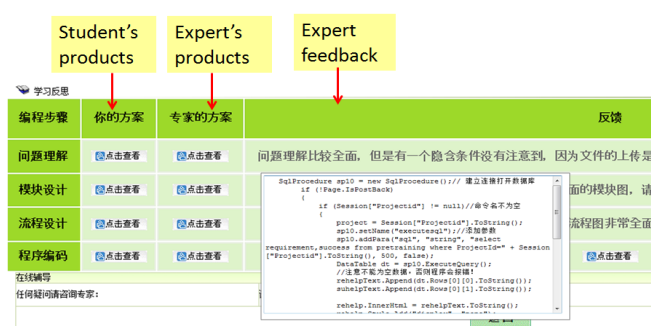 Student's
products
Expert's
products
Expert
feedback
学习反思
编程步骤 你的方案 专家的方案 反馈
问题理解 点击查看 点击查看 问题理解比较全面，但是有一个隐含条件没有注意到，因为文件的上传是
模块设计 点击查看 点击查看 面的模块图，请
流程设计 点击查看 点击查看 流程图非常全面
程序编码 点击查看 点击查看 点击查看
SqlProcedure sp10 = new SqlProcedure();// 建立连接打开数据库
if (!Page.IsPostBack)
{
if (Session["Projectid"] != null)//命令名不为空
{
project = Session["Projectid"].ToString();
sp10.setName("executesql");//添加参数
sp10.addPara("sql", "string", "select
requirement,success from pretraining where ProjectId=" + Session
["Projectid"].ToString(), 500, false);
DataTable dt = sp10.ExecuteQuery();
//注意不能为空数据，否则程序会报错！
rehelpText.Append(dt.Rows[0][0].ToString());
suhelpText.Append(dt.Rows[0][1].ToString());
rehelp.InnerHtml = rehelpText.ToString();
在线辅导
任何疑问请咨询专家：